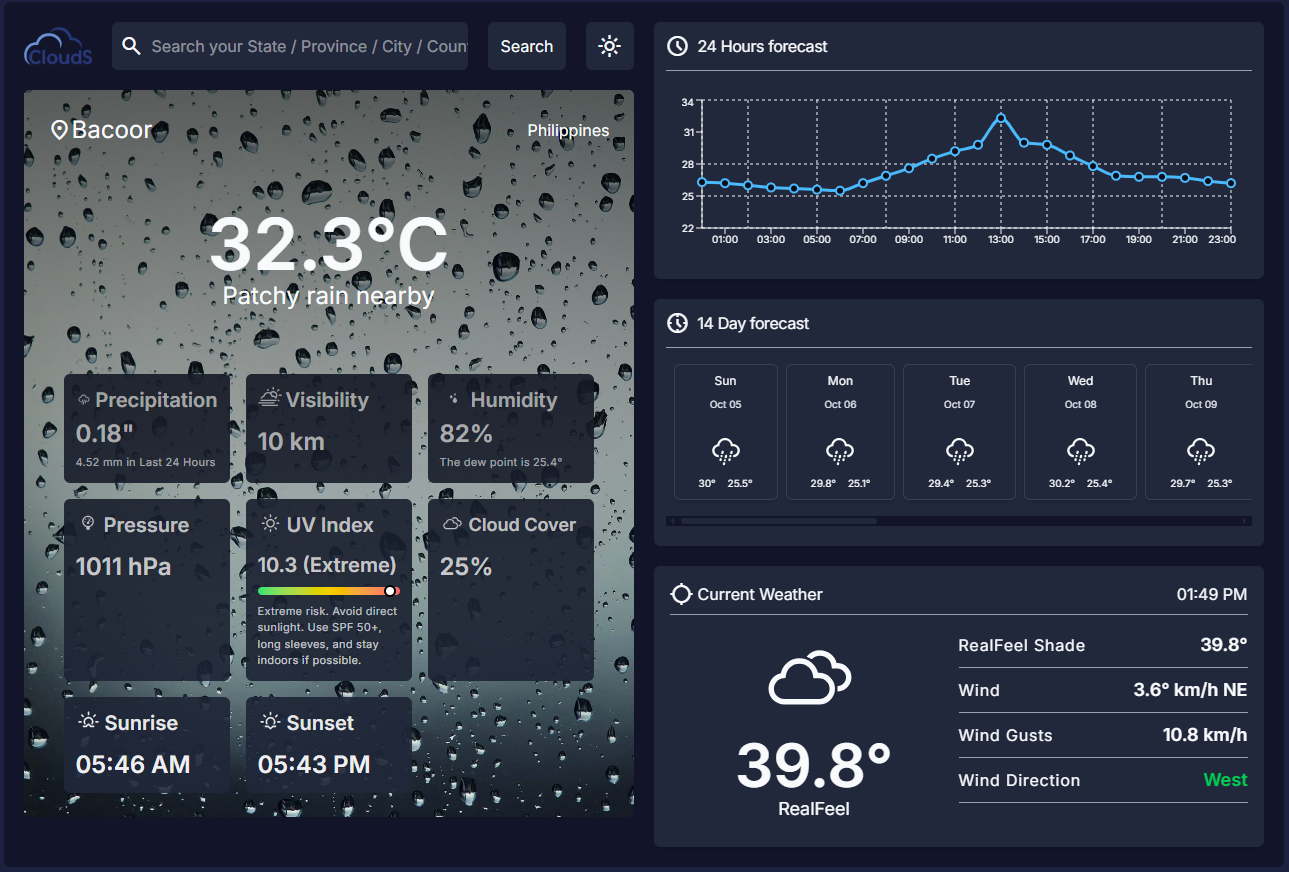 CloudS
Search your State / Province / City / Coun
Search
Bacoor
Philippines
32.3°C
Patchy rain nearby
Precipitation
0.18"
4.52 mm in Last 24 Hours
Visibility
10 km
Humidity
82%
The dew point is 25.4°
Pressure
1011 hPa
UV Index
10.3 (Extreme)
Extreme risk. Avoid direct
sunlight. Use SPF 50+,
long sleeves, and stay
indoors if possible.
Cloud Cover
25%
Sunrise
05:46 AM
Sunset
05:43 PM
24 Hours forecast
34
31
28
25
22
01:00 03:00 05:00 07:00 09:00 11:00 13:00 15:00 17:00 19:00 21:00 23:00
14 Day forecast
Sun
Oct 05
30° 25.5°
Mon
Oct 06
29.8° 25.1°
Tue
Oct 07
29.4° 25.3°
Wed
Oct 08
30.2° 25.4°
Thu
Oct 09
29.7° 25.3°
Current Weather 01:49 PM
39.8°
RealFeel
RealFeel Shade 39.8°
Wind 3.6° km/h NE
Wind Gusts 10.8 km/h
Wind Direction West